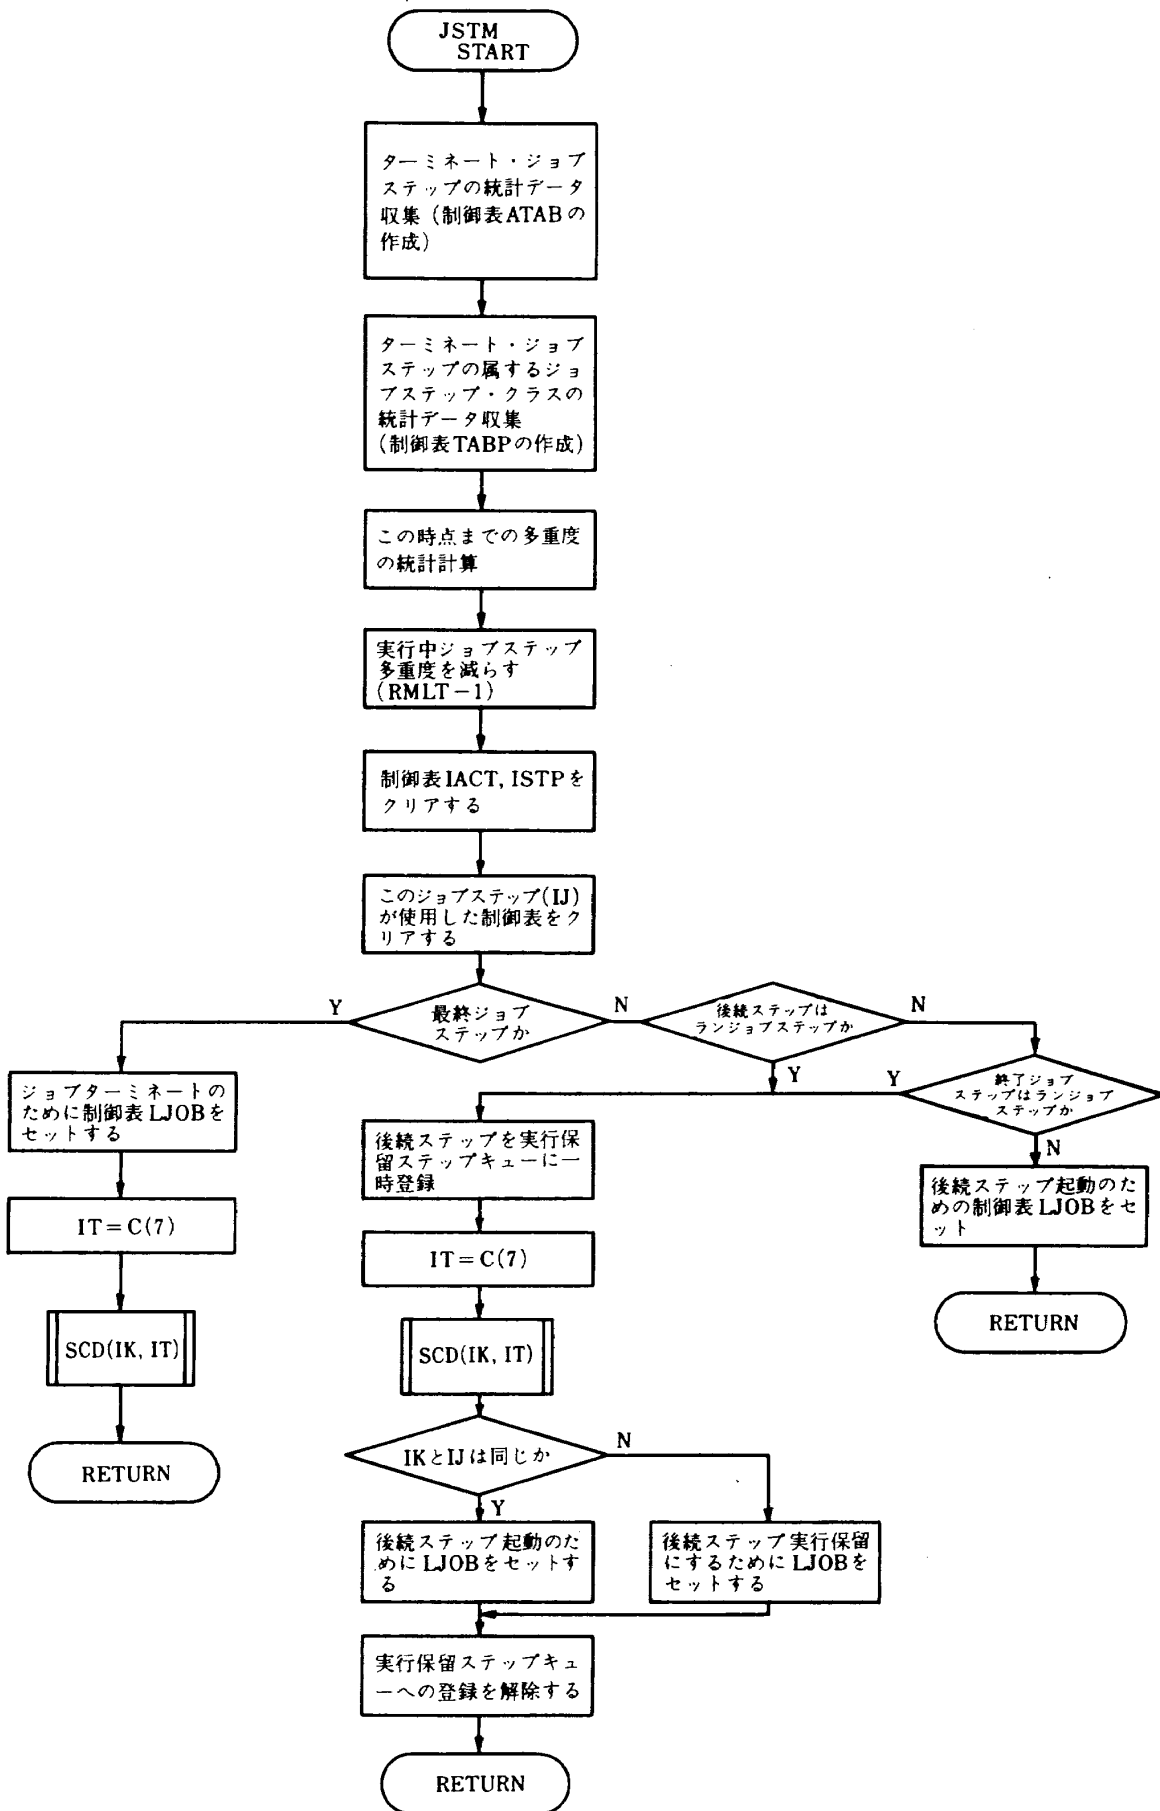 JSTM
START
ターミネート・ジョブ
ステップの統計データ
収集(制御表ATABの
作成)
ターミネート・ジョブ
ステップの属するジョ
ブステップ・クラスの
統計データ収集
(制御表TABPの作成)
この時点までの多重度
の統計計算
実行中ジョブステップ
多重度を減らす
(RMLT-1)
制御表IACT, ISTPを
クリアする
このジョブステップ(IJ)
が使用した制御表をク
リアする
最終ジョブ
ステップか
Y
N
後続ステップは
ランジョブステップか
N
Y
終了ジョブ
ステップはランジョブ
ステップか
Y
N
ジョブターミネートの
ために制御表LJOBを
セットする
IT=C(7)
SCD(IK, IT)
RETURN
後続ステップを実行保
留ステップキューに一
時登録
IT=C(7)
SCD(IK, IT)
IKとIJは同じか
N
Y
後続ステップ起動のた
めにLJOBをセットす
る
後続ステップ実行保留
にするためにLJOBを
セットする
実行保留ステップキュ
ーへの登録を解除する
RETURN
後続ステップ起動のた
めの制御表LJOBをセ
ット
RETURN